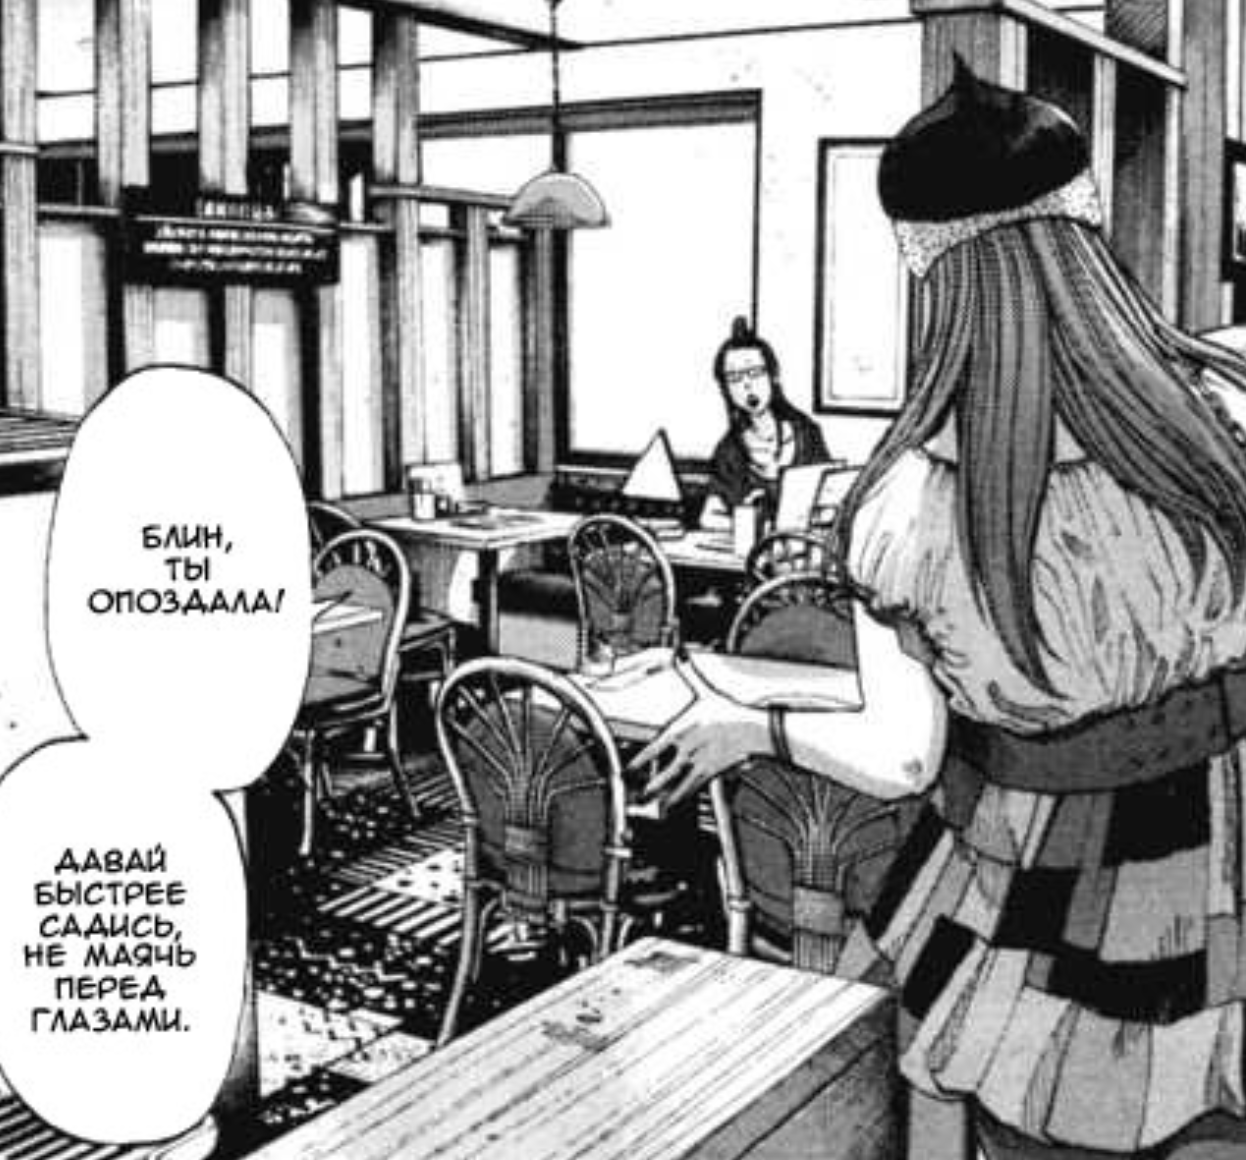 БЛИН,
ТЫ
ОПОЗДАЛА!
ДАВАЙ
БЫСТРЕЕ
САДИСЬ,
НЕ МАЯЧЬ
ПЕРЕД
ГЛАЗАМИ.